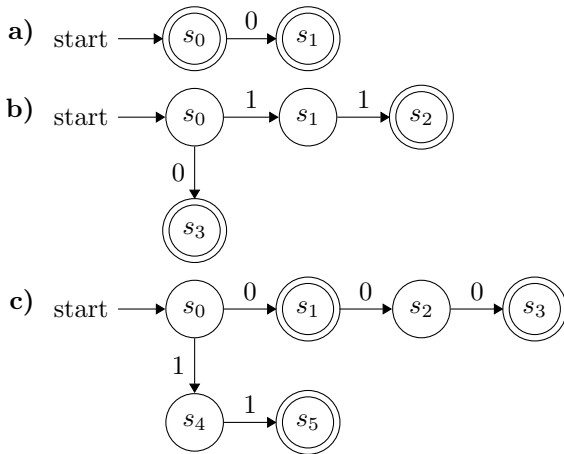 a) start s₀ 0 s₁
b) start s₀ 1 s₁ 1 s₂
0
s₃
c) start s₀ 0 s₁ 0 s₂ 0 s₃
1
s₄ 1 s₅